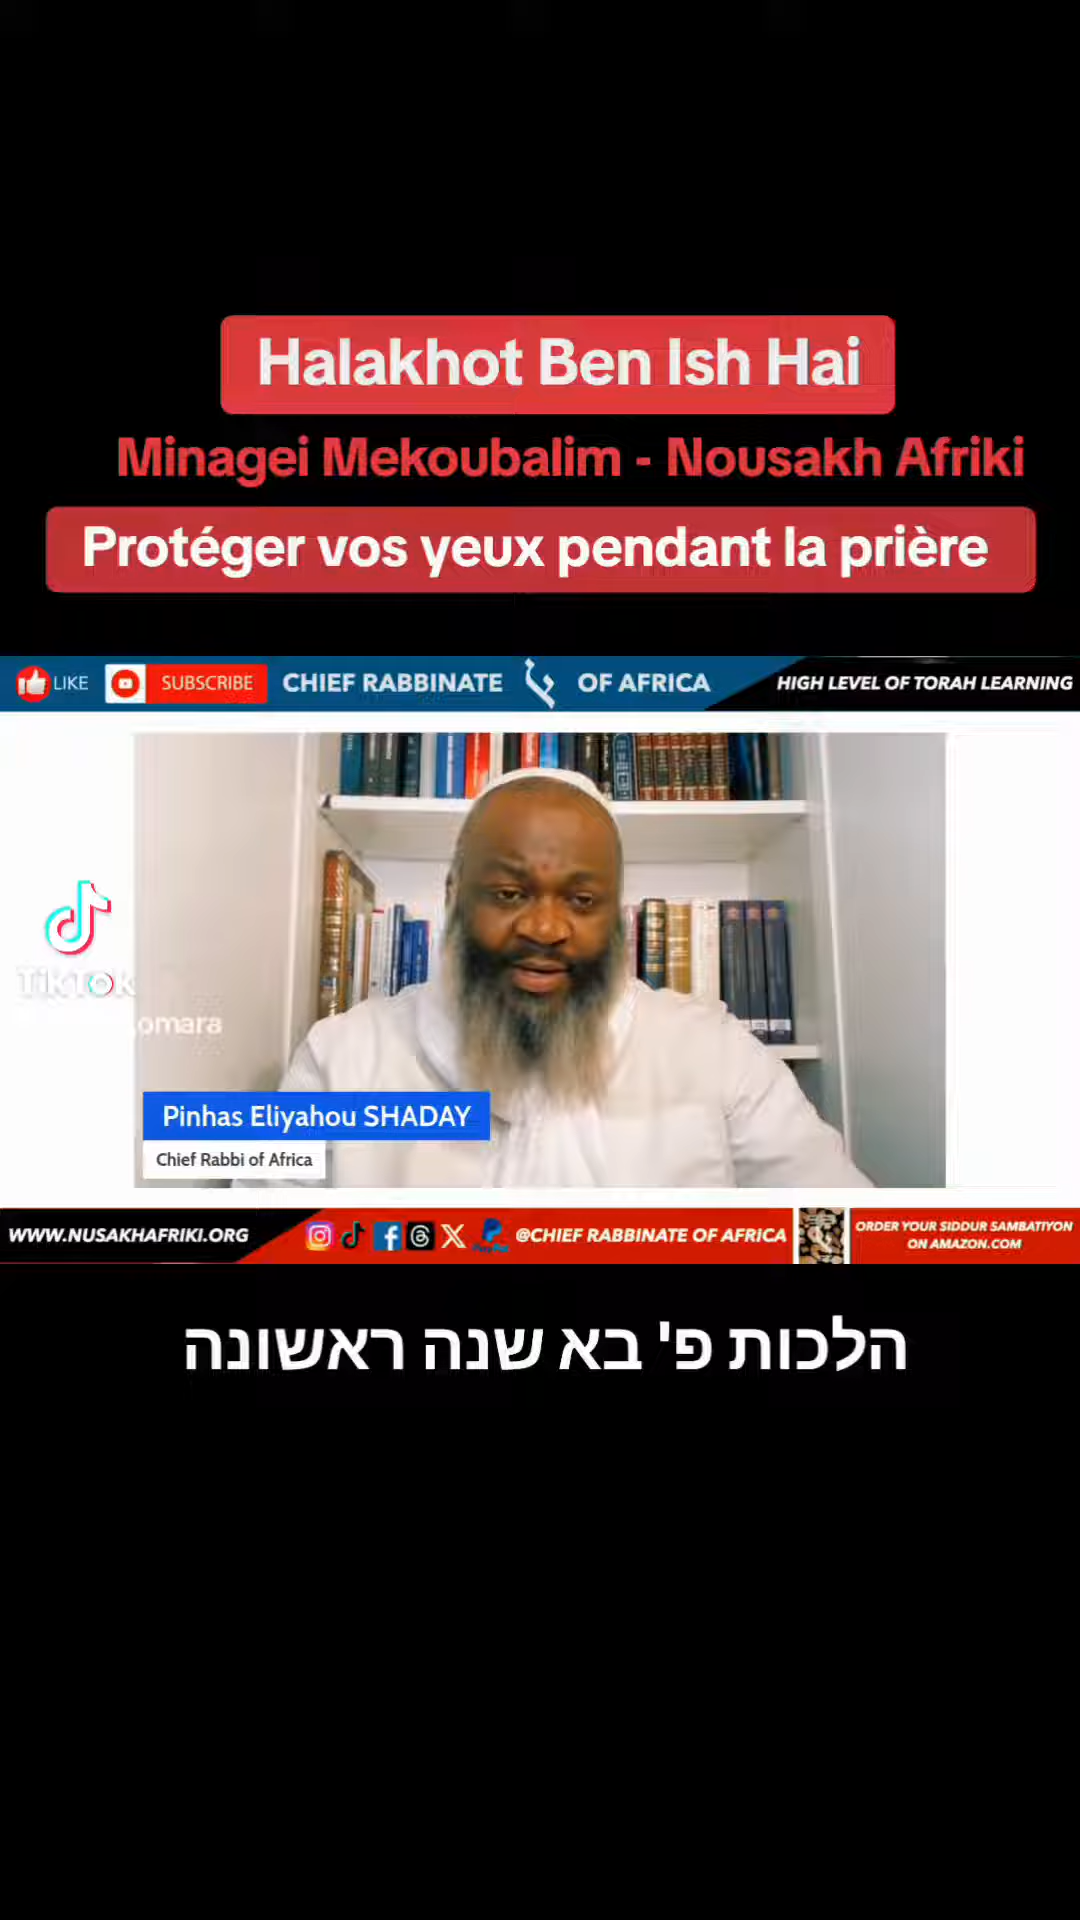 Halakhot Ben Ish Hai
Minagei Mekoubalim - Nousakh Afriki
Protéger vos yeux pendant la prière
LIKE SUBSCRIBE CHIEF RABBINATE OF AFRICA HIGH LEVEL OF TORAH LEARNING
TikTok
omara
Pinhas Eliyahou SHADAY
Chief Rabbi of Africa
WWW.NUSAKHAFRIKI.ORG @CHIEF RABBINATE OF AFRICA ORDER YOUR SIDDUR SAMBATIYON
ON AMAZON.COM
הלכות פ' בא שנה ראשונה